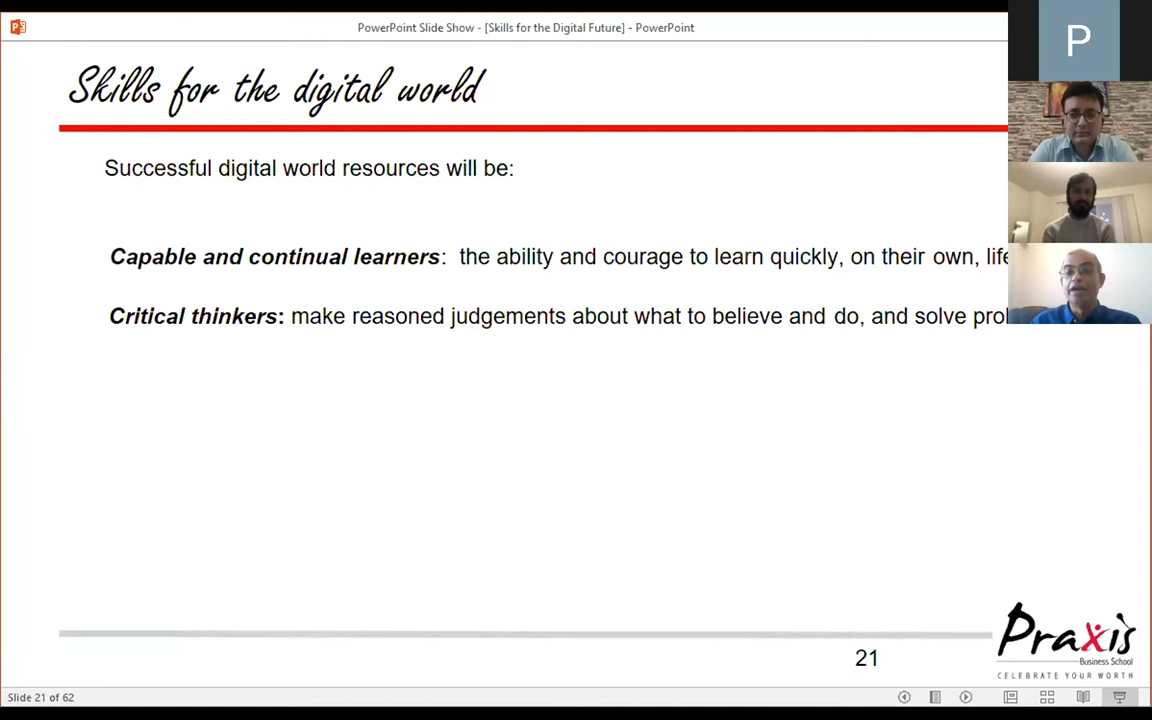 PowerPoint Slide Show - [Skills for the Digital Future] - PowerPoint
P
Skills for the digital world
Successful digital world resources will be:
Capable and continual learners: the ability and courage to learn quickly, on their own,
Critical thinkers: make reasoned judgements about what to believe and do, and solve
Praxis
Business School
CELEBRATE YOUR WORTH
21
Slide 21 of 62